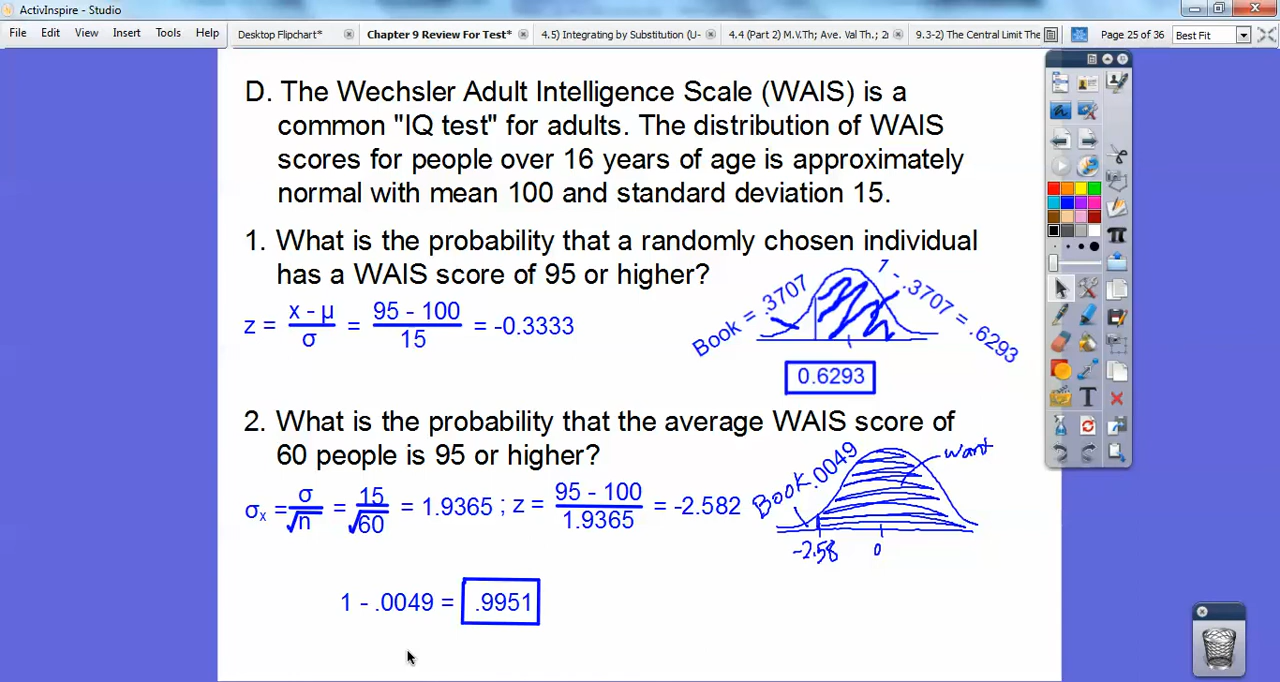 ActivInspire - Studio
File Edit View Insert Tools Help
Desktop Flipchart* Chapter 9 Review For Test* 4.5) Integrating by Substitution (U- 4.4 (Part 2) M.V.Th; Ave. Val Th.; 2( 9.3-2) The Central Limit The Page 25 of 36 Best Fit
D. The Wechsler Adult Intelligence Scale (WAIS) is a
common "IQ test" for adults. The distribution of WAIS
scores for people over 16 years of age is approximately
normal with mean 100 and standard deviation 15.
1. What is the probability that a randomly chosen individual
has a WAIS score of 95 or higher?
z = x - μ / σ = 95 - 100 / 15 = -0.3333
Book = .3707
1 - .3707 = .6293
0.6293
2. What is the probability that the average WAIS score of
60 people is 95 or higher?
σx = σ / √n = 15 / √60 = 1.9365 ; z = 95 - 100 / 1.9365 = -2.582
Book .0049
want
-2.58 0
1 - .0049 = .9951